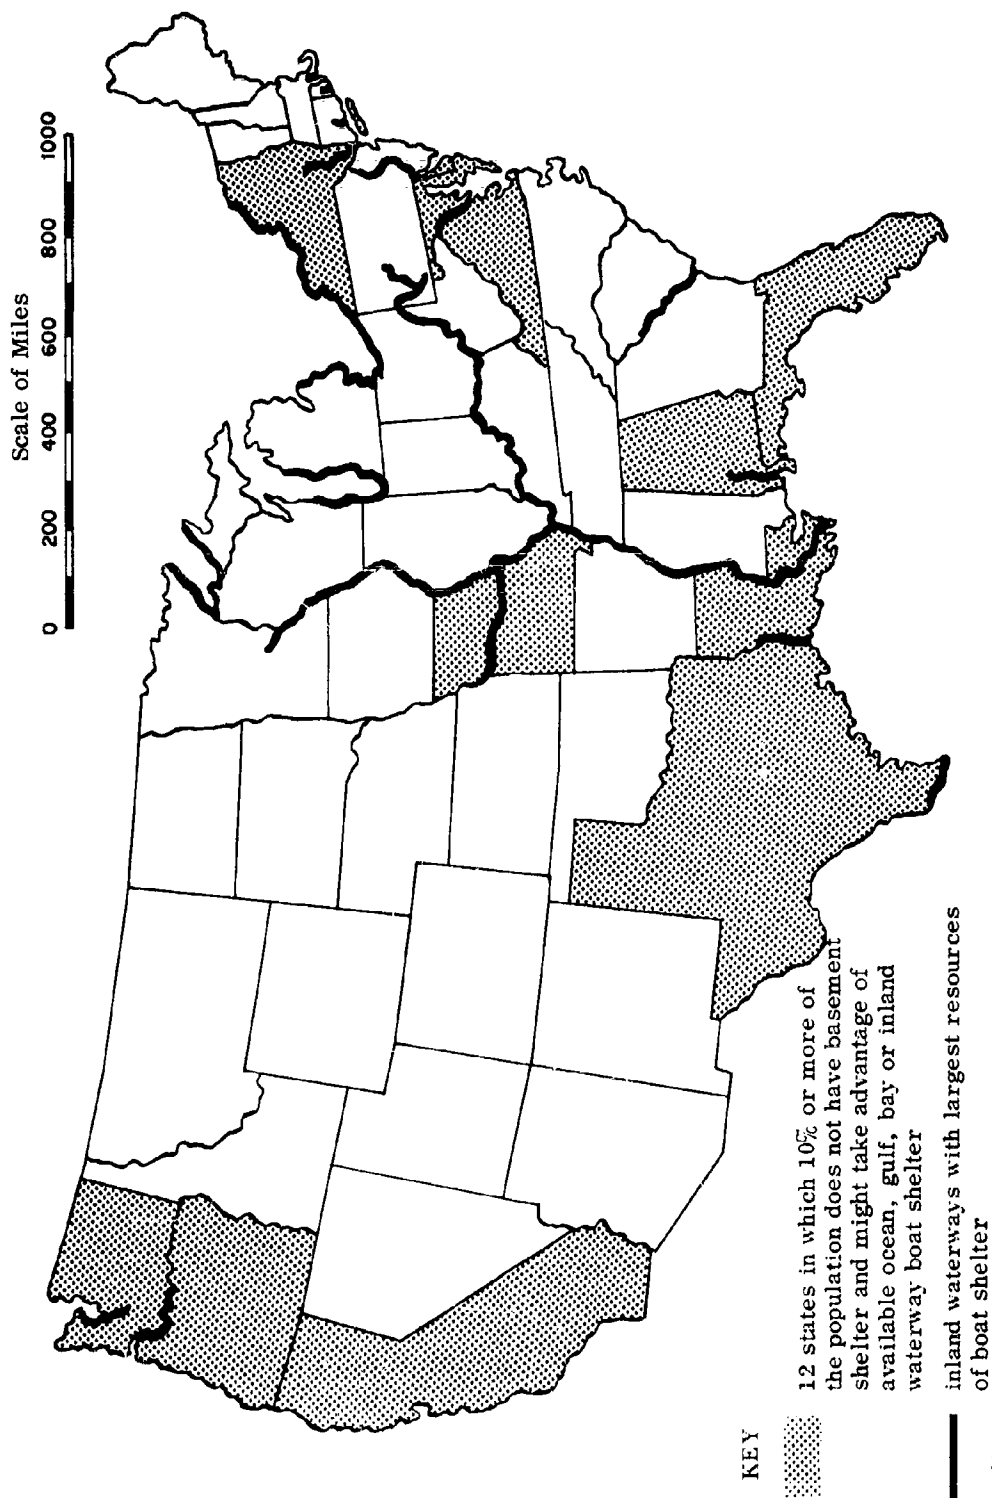 Scale of Miles
0 200 400 600 800 1000
KEY
12 states in which 10% or more of
the population does not have basement
shelter and might take advantage of
available ocean, gulf, bay or inland
waterway boat shelter
inland waterways with largest resources
of boat shelter